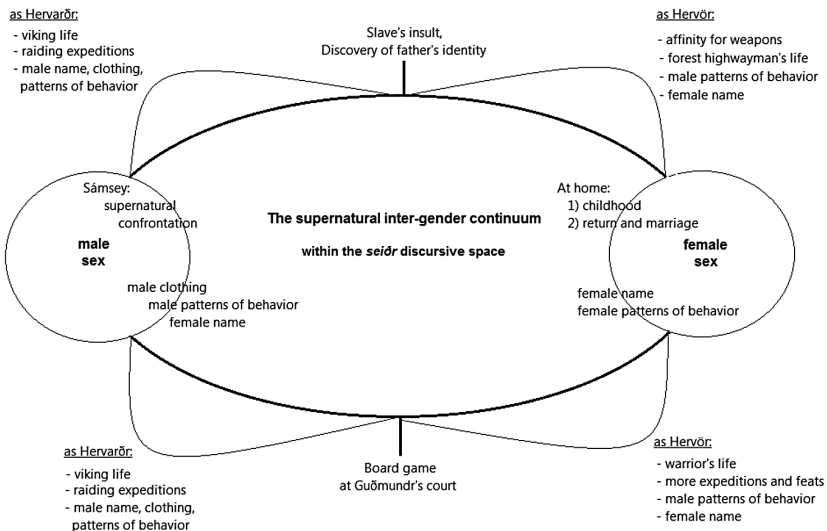 as Hervarðr:
- viking life
- raiding expeditions
- male name, clothing,
patterns of behavior
Slave's insult,
Discovery of father's identity
as Hervör:
- affinity for weapons
- forest highwayman's life
- male patterns of behavior
- female name
Sámsey:
supernatural
confrontation
male
sex
male clothing
male patterns of behavior
female name
The supernatural inter-gender continuum
within the seiðr discursive space
At home:
1) childhood
2) return and marriage
female
sex
female name
female patterns of behavior
as Hervarðr:
- viking life
- raiding expeditions
- male name, clothing,
patterns of behavior
Board game
at Guðmundr's court
as Hervör:
- warrior's life
- more expeditions and feats
- male patterns of behavior
- female name